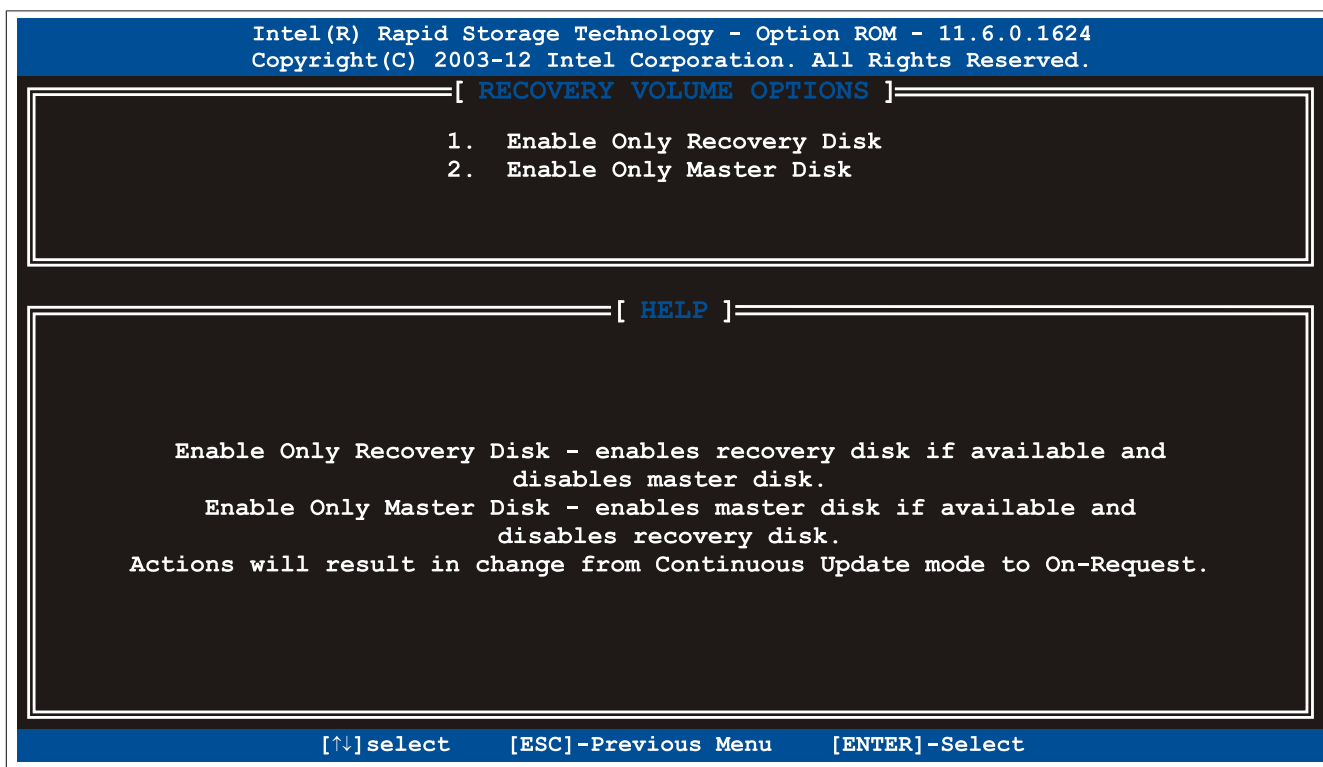 Intel(R) Rapid Storage Technology - Option ROM - 11.6.0.1624
Copyright(C) 2003-12 Intel Corporation. All Rights Reserved.
[ RECOVERY VOLUME OPTIONS ]
1. Enable Only Recovery Disk
2. Enable Only Master Disk
[ HELP ]
Enable Only Recovery Disk - enables recovery disk if available and
disables master disk.
Enable Only Master Disk - enables master disk if available and
disables recovery disk.
Actions will result in change from Continuous Update mode to On-Request.
[↑↓]select [ESC]-Previous Menu [ENTER]-Select